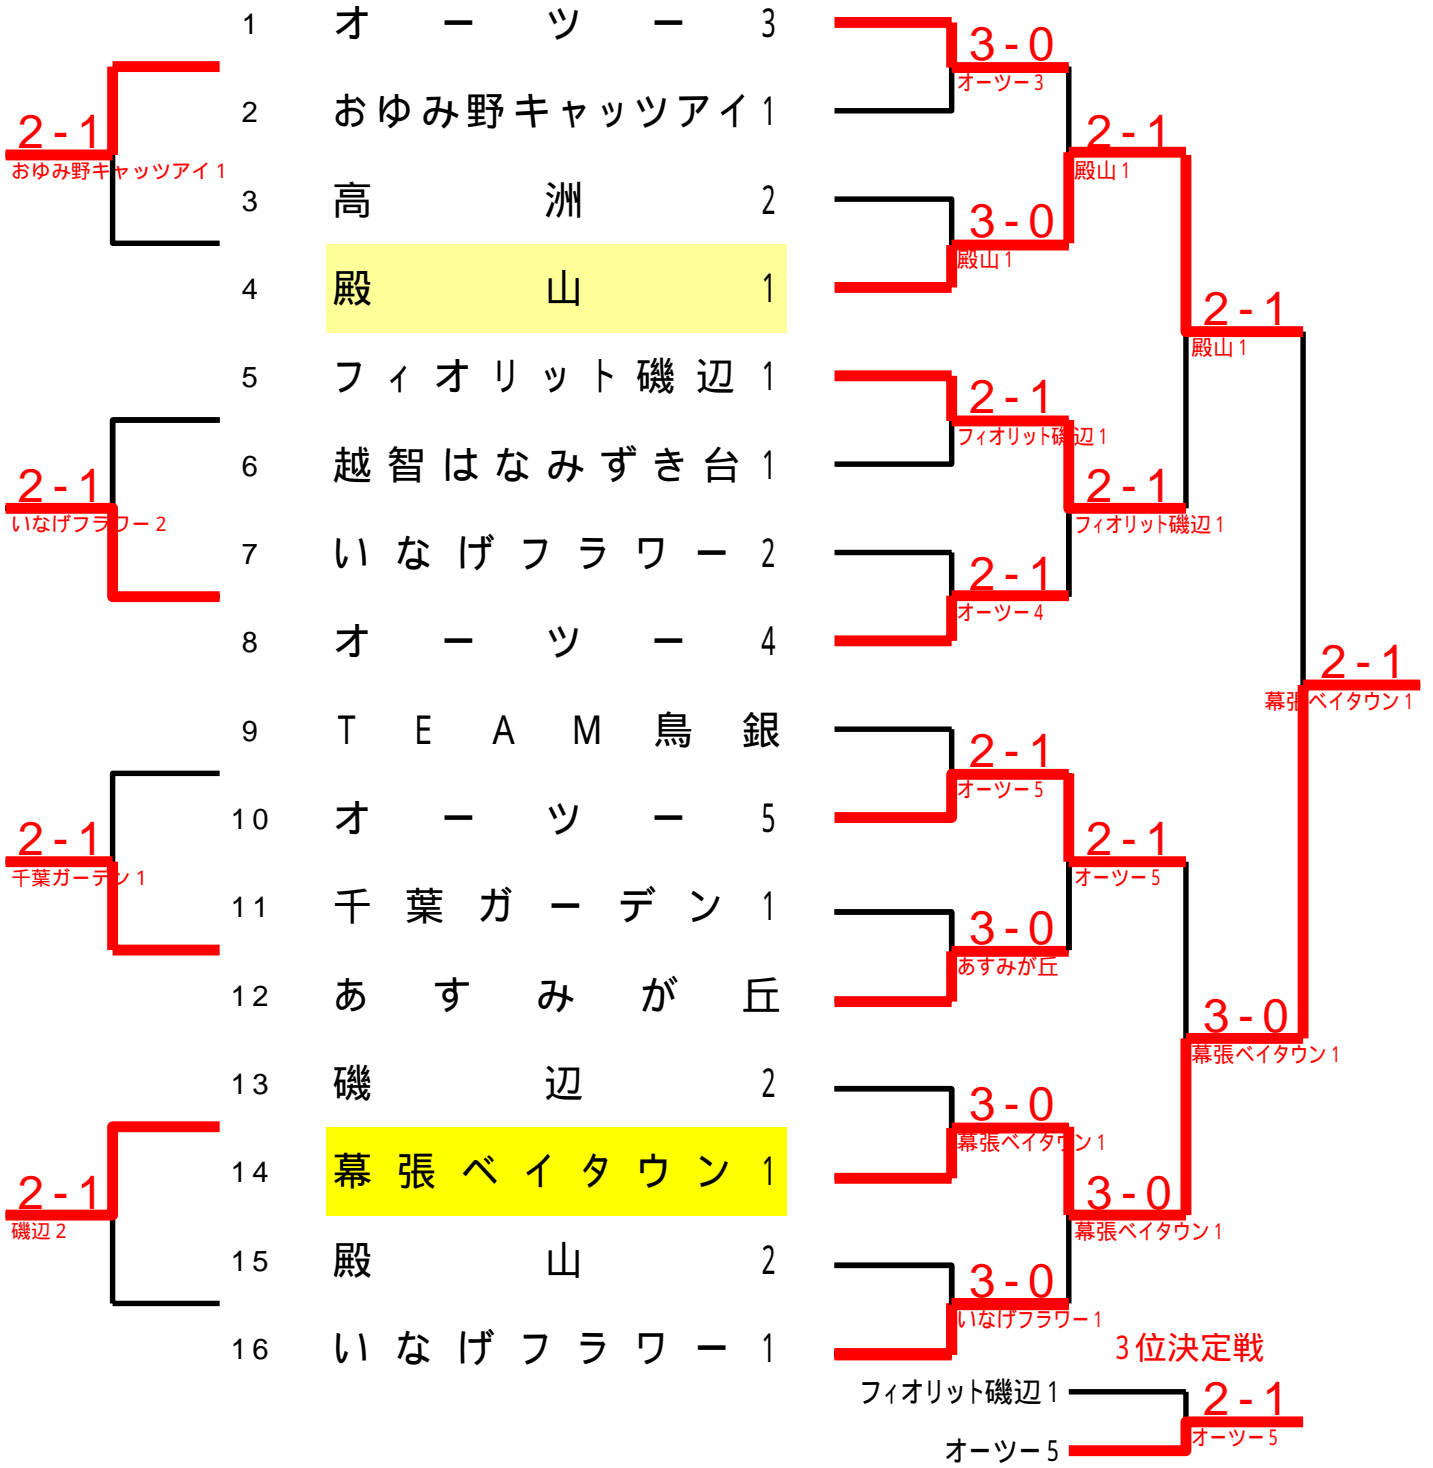 1 オーツー3
3-0
オーツー3
2 おゆみ野キャッツアイ1
2-1
おゆみ野キャッツアイ1
2-1
殿山1
3 高洲2
3-0
殿山1
4 殿山1
2-1
殿山1
5 フィオリット磯辺1
2-1
フィオリット磯辺1
6 越智はなみずき台1
2-1
いなげフラワー2
2-1
フィオリット磯辺1
7 いなげフラワー2
2-1
オーツー4
8 オーツー4
2-1
幕張ベイタウン1
9 TEAM鳥銀
2-1
オーツー5
10 オーツー5
2-1
千葉ガーデン1
2-1
オーツー5
11 千葉ガーデン1
3-0
あすみが丘
12 あすみが丘
3-0
幕張ベイタウン1
13 磯辺2
3-0
幕張ベイタウン1
14 幕張ベイタウン1
2-1
磯辺2
3-0
幕張ベイタウン1
15 殿山2
3-0
いなげフラワー1
16 いなげフラワー1
3位決定戦
フィオリット磯辺1
2-1
オーツー5
オーツー5